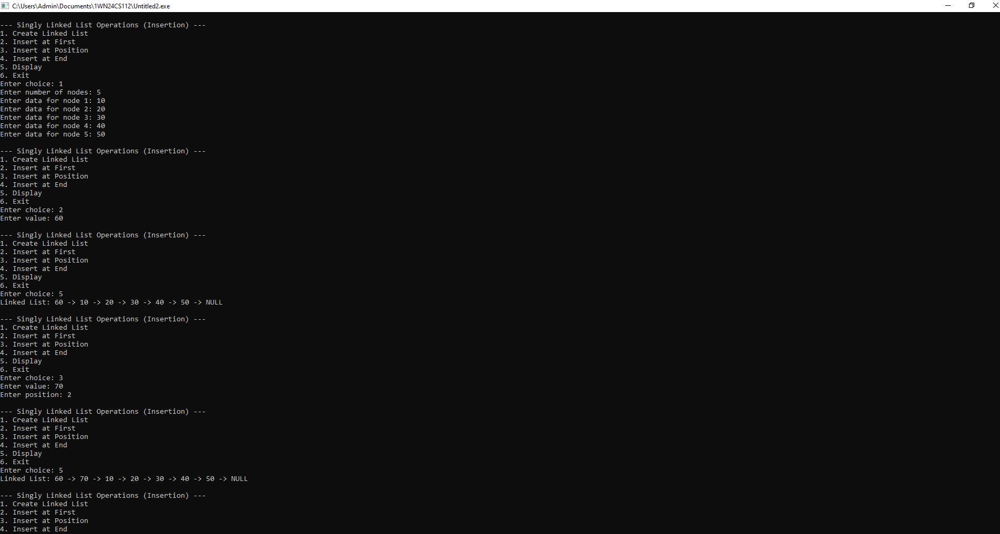 C:\Users\Admin\Documents\1WN24CS112\Untitled2.exe
--- Singly Linked List Operations (Insertion) ---
1. Create Linked List
2. Insert at First
3. Insert at Position
4. Insert at End
5. Display
6. Exit
Enter choice: 1
Enter number of nodes: 5
Enter data for node 1: 10
Enter data for node 2: 20
Enter data for node 3: 30
Enter data for node 4: 40
Enter data for node 5: 50
--- Singly Linked List Operations (Insertion) ---
1. Create Linked List
2. Insert at First
3. Insert at Position
4. Insert at End
5. Display
6. Exit
Enter choice: 2
Enter value: 60
--- Singly Linked List Operations (Insertion) ---
1. Create Linked List
2. Insert at First
3. Insert at Position
4. Insert at End
5. Display
6. Exit
Enter choice: 5
Linked List: 60 -> 10 -> 20 -> 30 -> 40 -> 50 -> NULL
--- Singly Linked List Operations (Insertion) ---
1. Create Linked List
2. Insert at First
3. Insert at Position
4. Insert at End
5. Display
6. Exit
Enter choice: 3
Enter value: 70
Enter position: 2
--- Singly Linked List Operations (Insertion) ---
1. Create Linked List
2. Insert at First
3. Insert at Position
4. Insert at End
5. Display
6. Exit
Enter choice: 5
Linked List: 60 -> 70 -> 10 -> 20 -> 30 -> 40 -> 50 -> NULL
--- Singly Linked List Operations (Insertion) ---
1. Create Linked List
2. Insert at First
3. Insert at Position
4. Insert at End